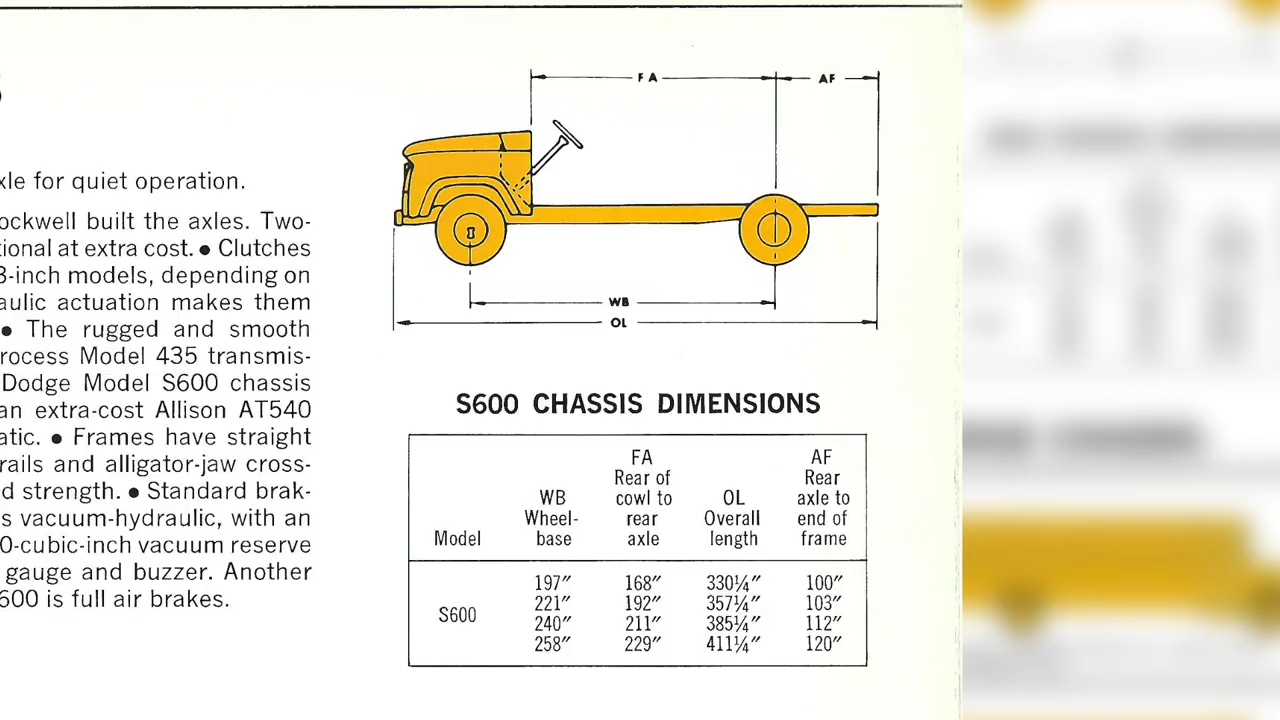 xle for quiet operation.
ockwell built the axles. Two-
tional at extra cost. ● Clutches
3-inch models, depending on
aulic actuation makes them
● The rugged and smooth
rocess Model 435 transmis-
Dodge Model S600 chassis
an extra-cost Allison AT540
atic. ● Frames have straight
rails and alligator-jaw cross-
d strength. ● Standard brak-
s vacuum-hydraulic, with an
0-cubic-inch vacuum reserve
gauge and buzzer. Another
600 is full air brakes.
FA AF
WB
OL
S600 CHASSIS DIMENSIONS
FA AF
Rear of Rear
WB cowl to OL axle to
Wheel- rear Overall end of
Model base axle length frame
197″ 168″ 330¼″ 100″
221″ 192″ 357¼″ 103″
S600
240″ 211″ 385¼″ 112″
258″ 229″ 411¼″ 120″